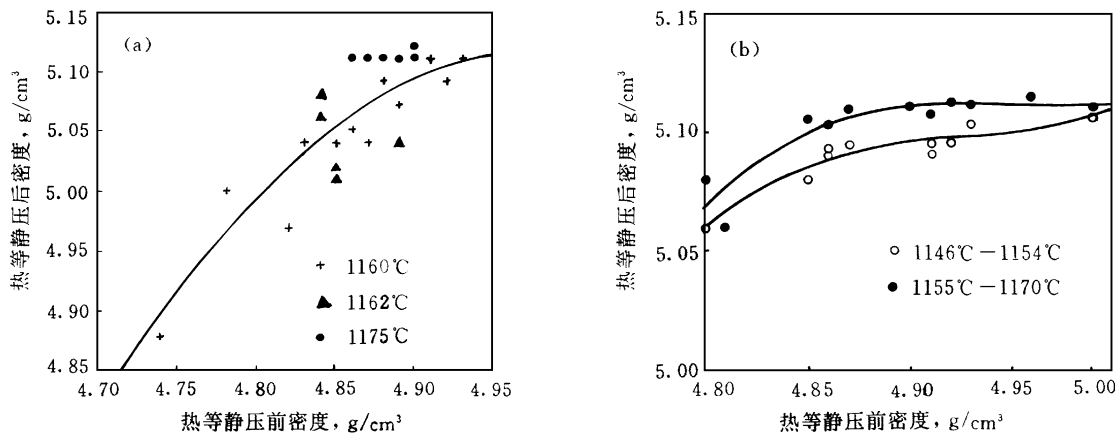 (a)
热等静压后密度, g/cm³
5.15
5.10
5.05
5.00
4.95
4.90
4.85
+ 1160℃
▲ 1162℃
● 1175℃
4.70 4.75 4.80 4.85 4.90 4.95
热等静压前密度, g/cm³
(b)
热等静压后密度, g/cm³
5.15
5.10
5.05
5.00
○ 1146℃－1154℃
● 1155℃－1170℃
4.80 4.85 4.90 4.95 5.00
热等静压前密度, g/cm³